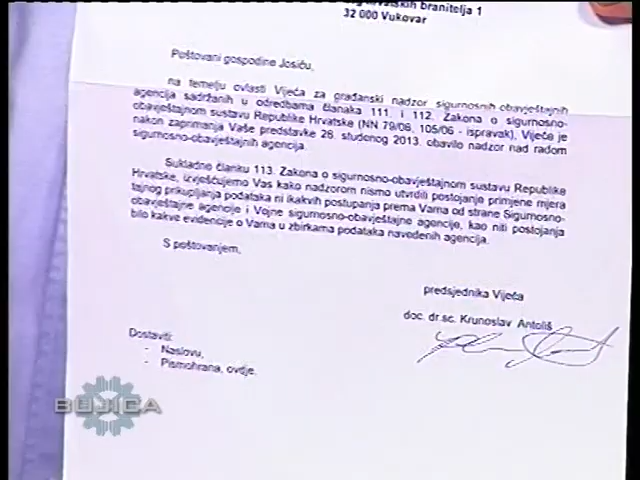 branitelja 1
32 000 Vukovar
Poštovani gospodine Josiću,
na temelju ovlasti Vijeća za građanski nadzor sigurnosnih obavještajnih
agencija sadržanih u odredbama članaka 111. i 112. Zakona o sigurnosno-
obavještajnom sustavu Republike Hrvatske (NN 79/06, 105/06 - ispravak), Vijeće je
nakon zaprimanja Vaše predstavke 26. studenog 2013. obavilo nadzor nad radom
sigurnosno-obavještajnih agencija.
Sukladno članku 113. Zakona o sigurnosno-obavještajnom sustavu Republike
Hrvatske, izvješćujemo Vas kako nadzorom nismo utvrdili postojanje primjene mjera
tajnog prikupljanja podataka ni ikakvih postupanja prema Vama od strane Sigurnosno-
obavještajne agencije i Vojne sigurnosno-obavještajne agencije, kao niti postojanja
bilo kakve evidencije o Vama u zbirkama podataka navedenih agencija.
S poštovanjem,
predsjednika Vijeća
doc. dr.sc. Krunoslav Antoliš
Dostaviti:
- Naslovu,
- Pismohrana, ovdje.
BUJICA